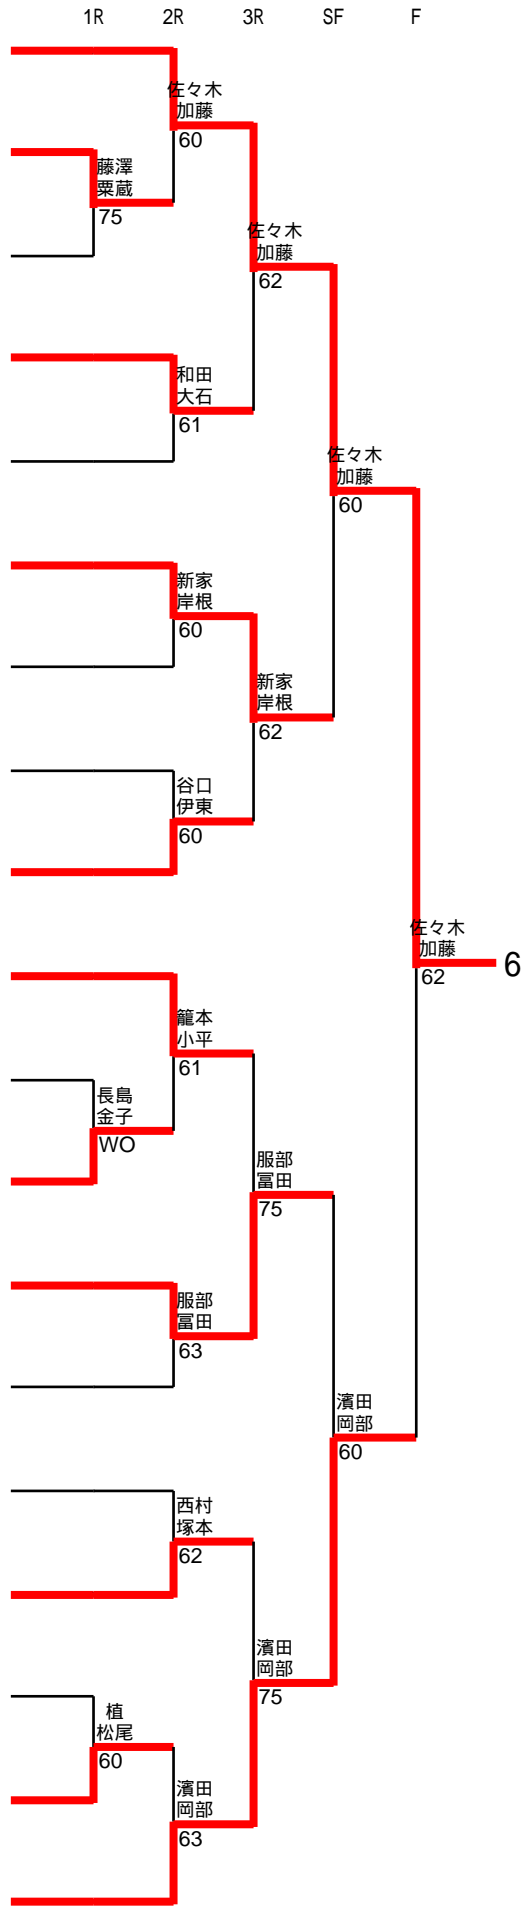 1R 2R 3R SF F
佐々木
加藤
60
藤澤
粟蔵
75
佐々木
加藤
62
和田
大石
61
佐々木
加藤
60
新家
岸根
60
新家
岸根
62
谷口
伊東
60
佐々木
加藤
62
6
籠本
小平
61
長島
金子
WO
服部
冨田
75
服部
冨田
63
濱田
岡部
60
西村
塚本
62
濱田
岡部
75
植
松尾
60
濱田
岡部
63